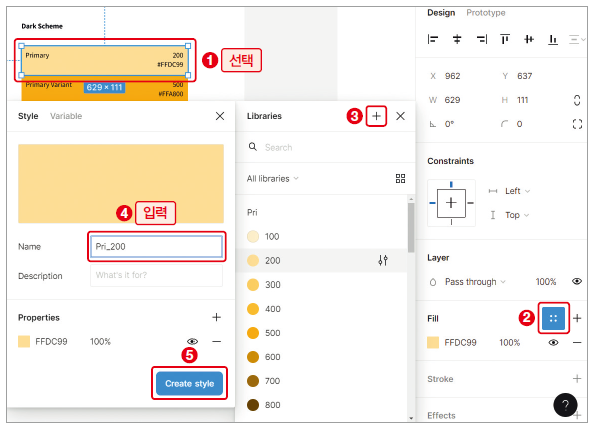 Dark Scheme
Primary
200
#FFDC99
1 선택
Primary Variant
500
#FFA800
629 × 111
Style Variable
Name
Pri_200
Description
What's it for?
4 입력
Properties
FFDC99 100%
5
Create style
Libraries
3
Search
All libraries
Pri
100
200
300
400
500
600
700
800
Design Prototype
X 962 Y 637
W 629 H 111
0° 0
Constraints
Left
Top
Layer
Pass through 100%
Fill
2
FFDC99 100%
Stroke
Effects
?